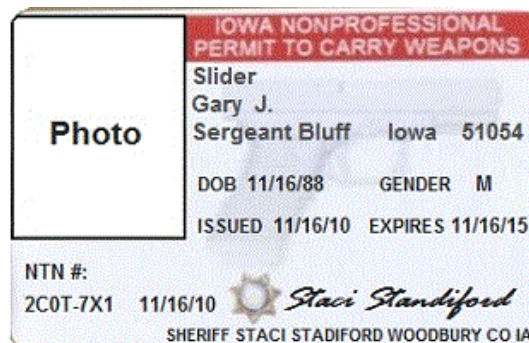 IOWA NONPROFESSIONAL
PERMIT TO CARRY WEAPONS
Photo
Slider
Gary J.
Sergeant Bluff Iowa 51054
DOB 11/16/88 GENDER M
ISSUED 11/16/10 EXPIRES 11/16/15
NTN #:
2C0T-7X1 11/16/10
Staci Standiford
SHERIFF STACI STADIFORD WOODBURY CO IA